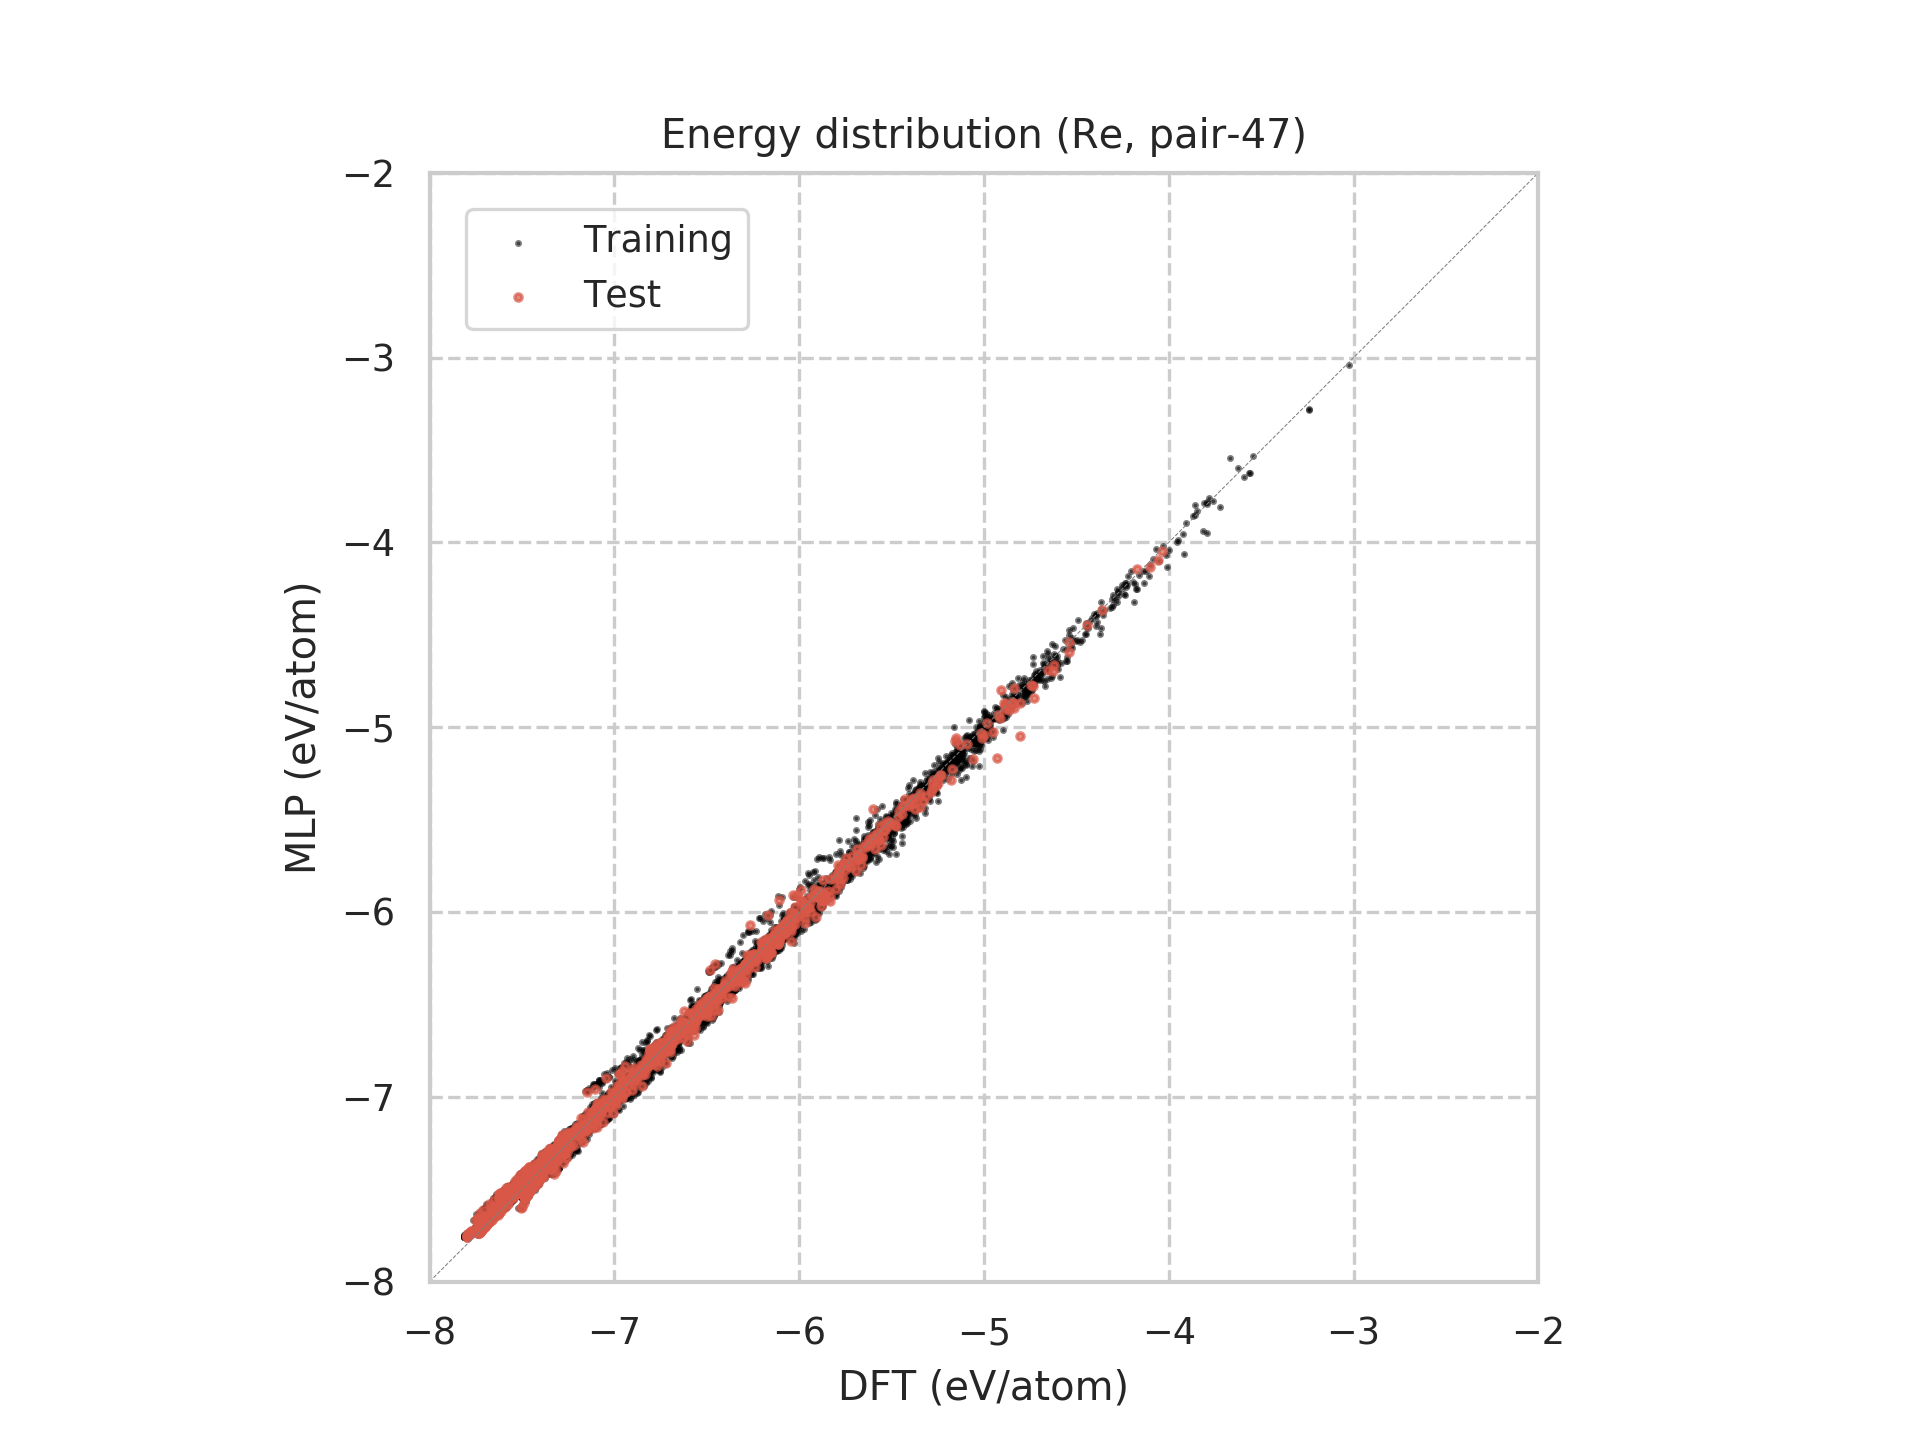 Energy distribution (Re, pair-47)
−2
−3
−4
−5
−6
−7
−8
MLP (eV/atom)
Training
Test
−8 −7 −6 −5 −4 −3 −2
DFT (eV/atom)